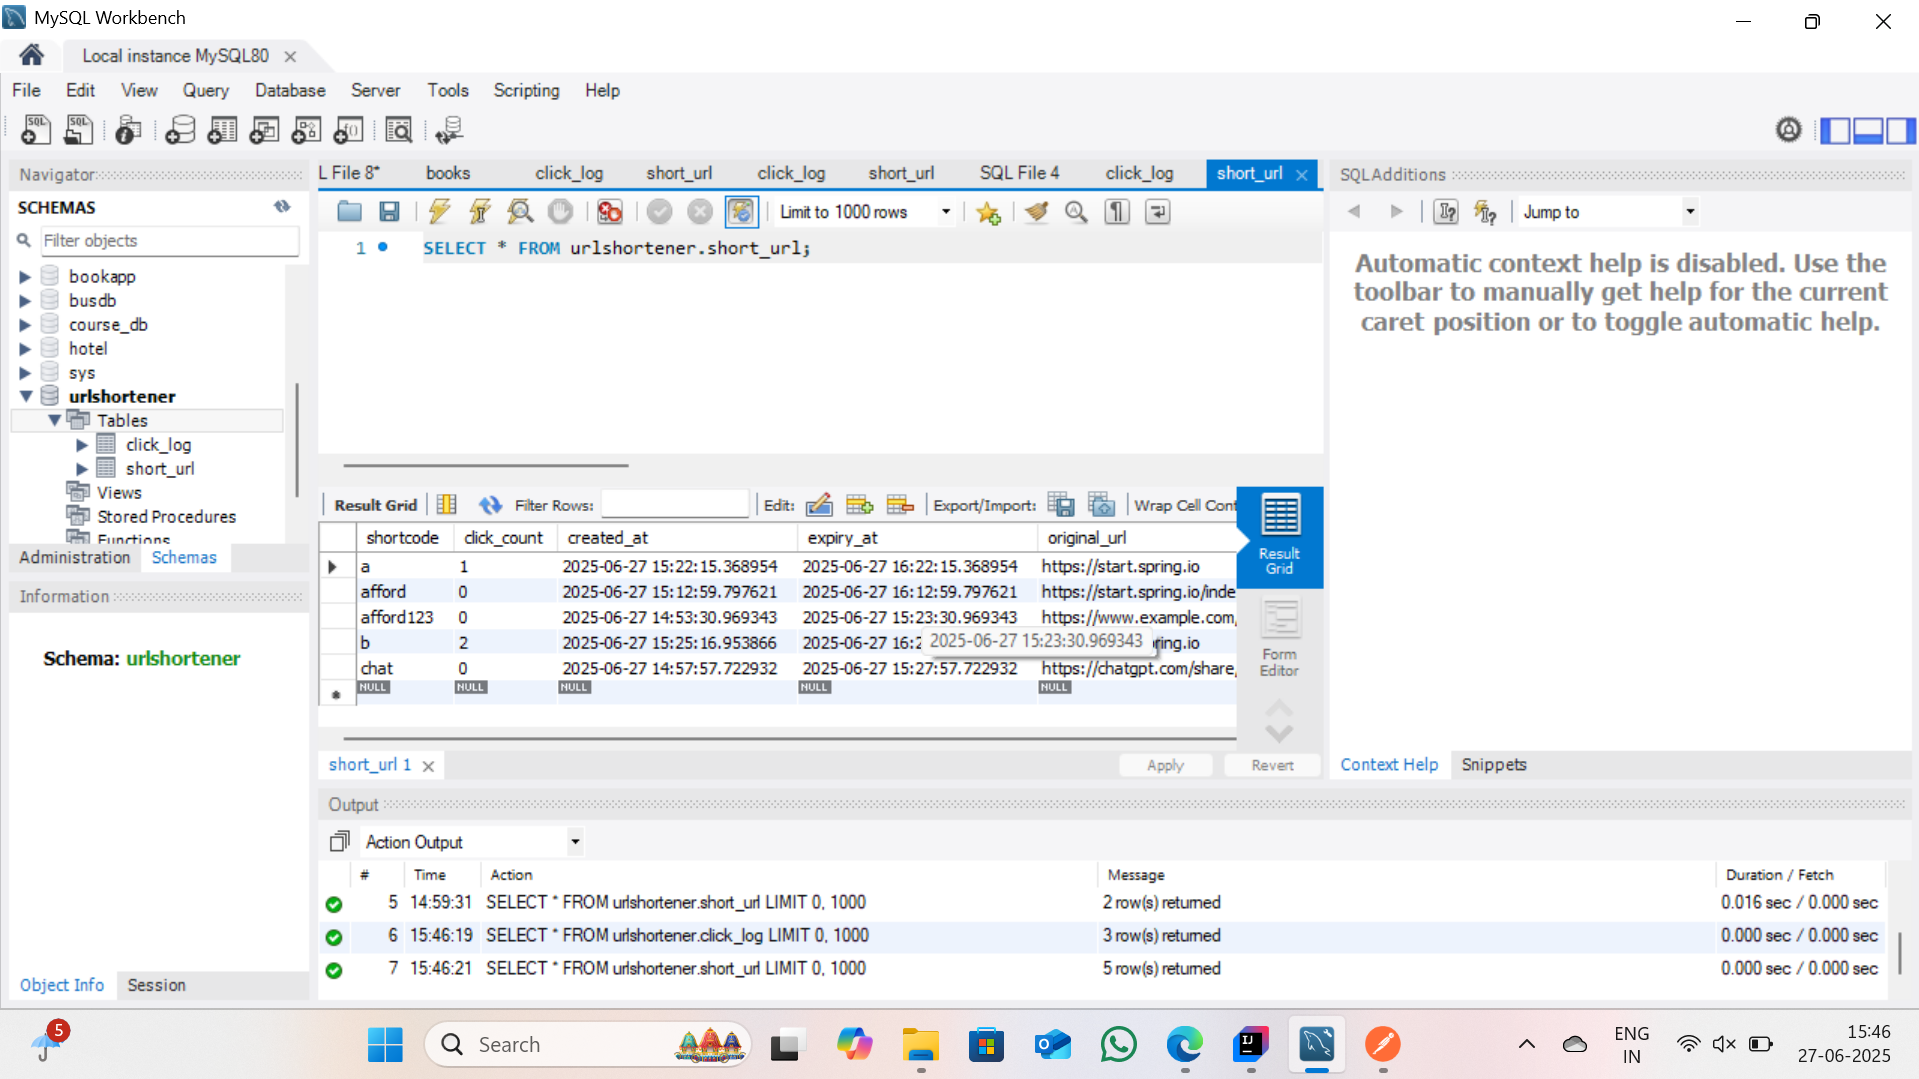 MySQL Workbench
Local instance MySQL80
File Edit View Query Database Server Tools Scripting Help
Navigator
SCHEMAS
Filter objects
bookapp
busdb
course_db
hotel
sys
urlshortener
Tables
click_log
short_url
Views
Stored Procedures
Functions
Administration Schemas
Information
Schema: urlshortener
Object Info Session
L File 8* books click_log short_url click_log short_url SQL File 4 click_log short_url
Limit to 1000 rows
1 SELECT * FROM urlshortener.short_url;
Result Grid Filter Rows: Edit: Export/Import: Wrap Cell Cont
shortcode click_count created_at expiry_at original_url
a 1 2025-06-27 15:22:15.368954 2025-06-27 16:22:15.368954 https://start.spring.io
afford 0 2025-06-27 15:12:59.797621 2025-06-27 16:12:59.797621 https://start.spring.io/inde
afford123 0 2025-06-27 14:53:30.969343 2025-06-27 15:23:30.969343 https://www.example.com,
b 2 2025-06-27 15:25:16.953866 2025-06-27 16:2 ring.io
2025-06-27 15:23:30.969343
chat 0 2025-06-27 14:57:57.722932 2025-06-27 15:27:57.722932 https://chatgpt.com/share,
NULL NULL NULL NULL NULL
Result Grid
Form Editor
short_url 1 Apply Revert
SQLAdditions
Jump to
Automatic context help is disabled. Use the
toolbar to manually get help for the current
caret position or to toggle automatic help.
Context Help Snippets
Output
Action Output
# Time Action Message Duration / Fetch
5 14:59:31 SELECT * FROM urlshortener.short_url LIMIT 0, 1000 2 row(s) returned 0.016 sec / 0.000 sec
6 15:46:19 SELECT * FROM urlshortener.click_log LIMIT 0, 1000 3 row(s) returned 0.000 sec / 0.000 sec
7 15:46:21 SELECT * FROM urlshortener.short_url LIMIT 0, 1000 5 row(s) returned 0.000 sec / 0.000 sec
5
Search
ENG
IN
15:46
27-06-2025